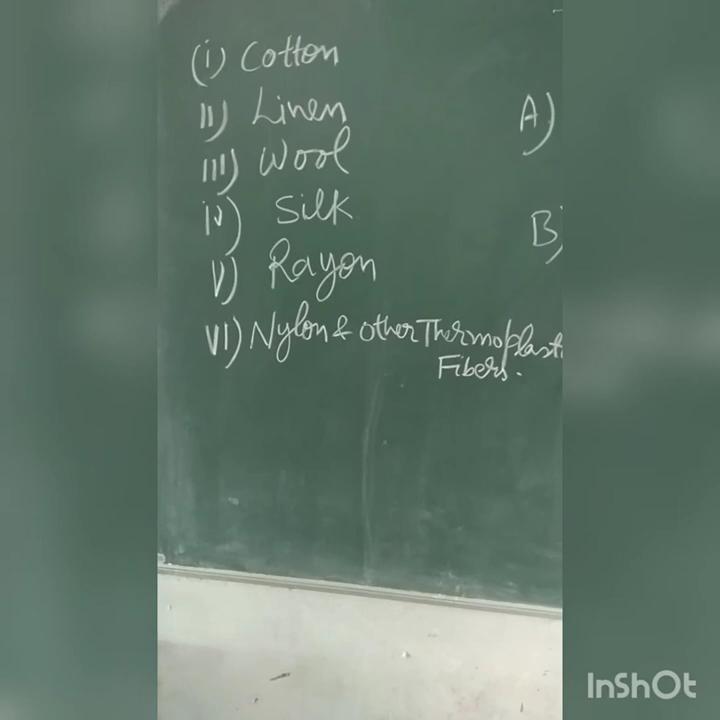 (i) Cotton
II) Linen
III) Wool
iv) Silk
V) Rayon
VI) Nylon & other Thermoplasti
Fibers.
A)
B)
InShOt